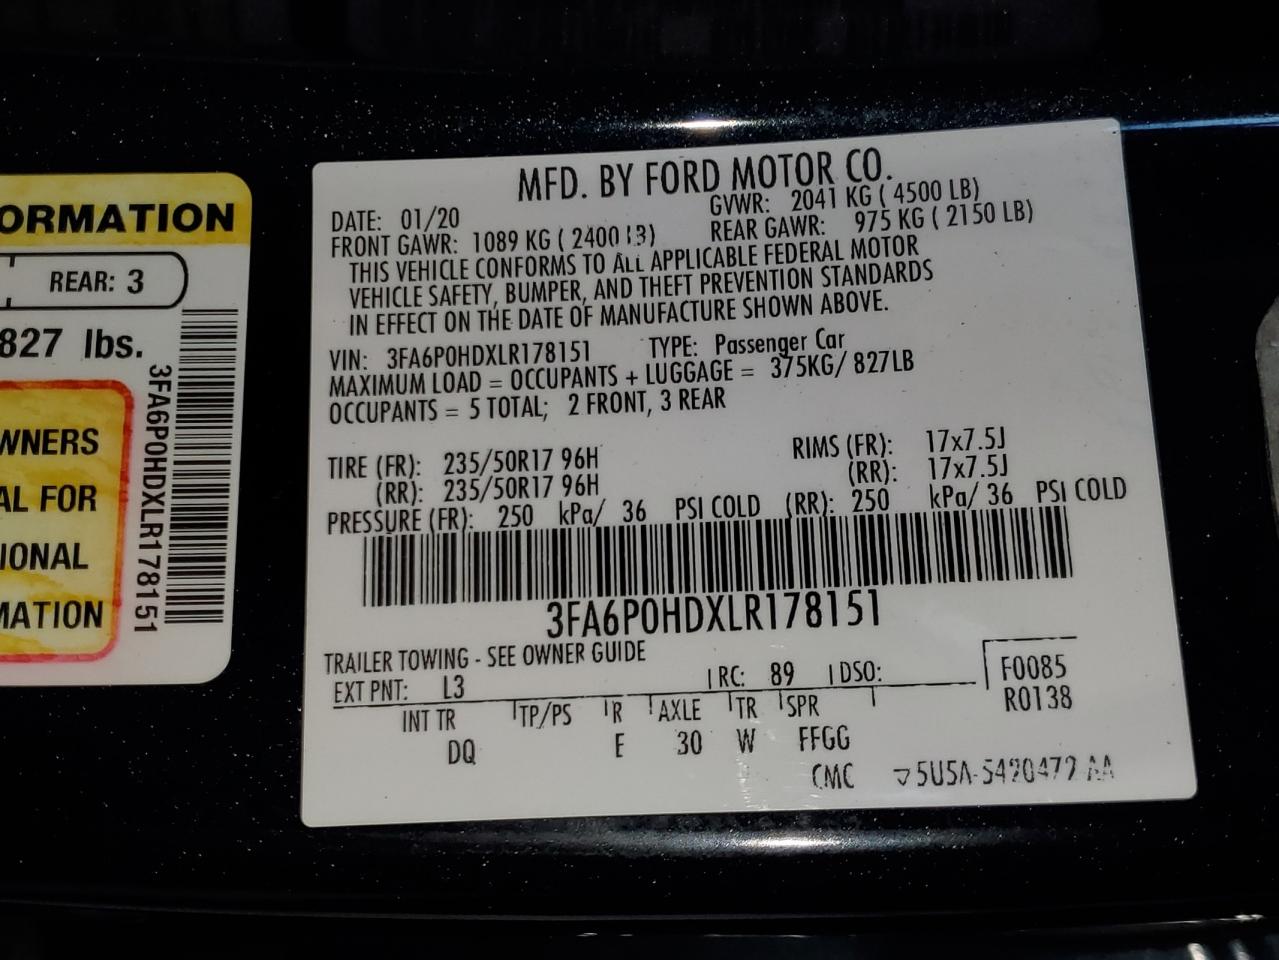 ORMATION
REAR: 3
827 lbs.
WNERS
AL FOR
IONAL
MATION
3FA6P0HDXLR178151
MFD. BY FORD MOTOR CO.
DATE: 01/20 GVWR: 2041 KG ( 4500 LB)
FRONT GAWR: 1089 KG ( 2400 LB) REAR GAWR: 975 KG ( 2150 LB)
THIS VEHICLE CONFORMS TO ALL APPLICABLE FEDERAL MOTOR
VEHICLE SAFETY, BUMPER, AND THEFT PREVENTION STANDARDS
IN EFFECT ON THE DATE OF MANUFACTURE SHOWN ABOVE.
VIN: 3FA6P0HDXLR178151 TYPE: Passenger Car
MAXIMUM LOAD = OCCUPANTS + LUGGAGE = 375KG/ 827LB
OCCUPANTS = 5 TOTAL; 2 FRONT, 3 REAR
TIRE (FR): 235/50R17 96H RIMS (FR): 17x7.5J
(RR): 235/50R17 96H (RR): 17x7.5J
PRESSURE (FR): 250 kPa/ 36 PSI COLD (RR): 250 kPa/ 36 PSI COLD
3FA6P0HDXLR178151
TRAILER TOWING - SEE OWNER GUIDE
EXT PNT: L3 RC: 89 DSO: F0085
R0138
INT TR TP/PS R AXLE TR SPR
DQ E 30 W FFGG
CMC